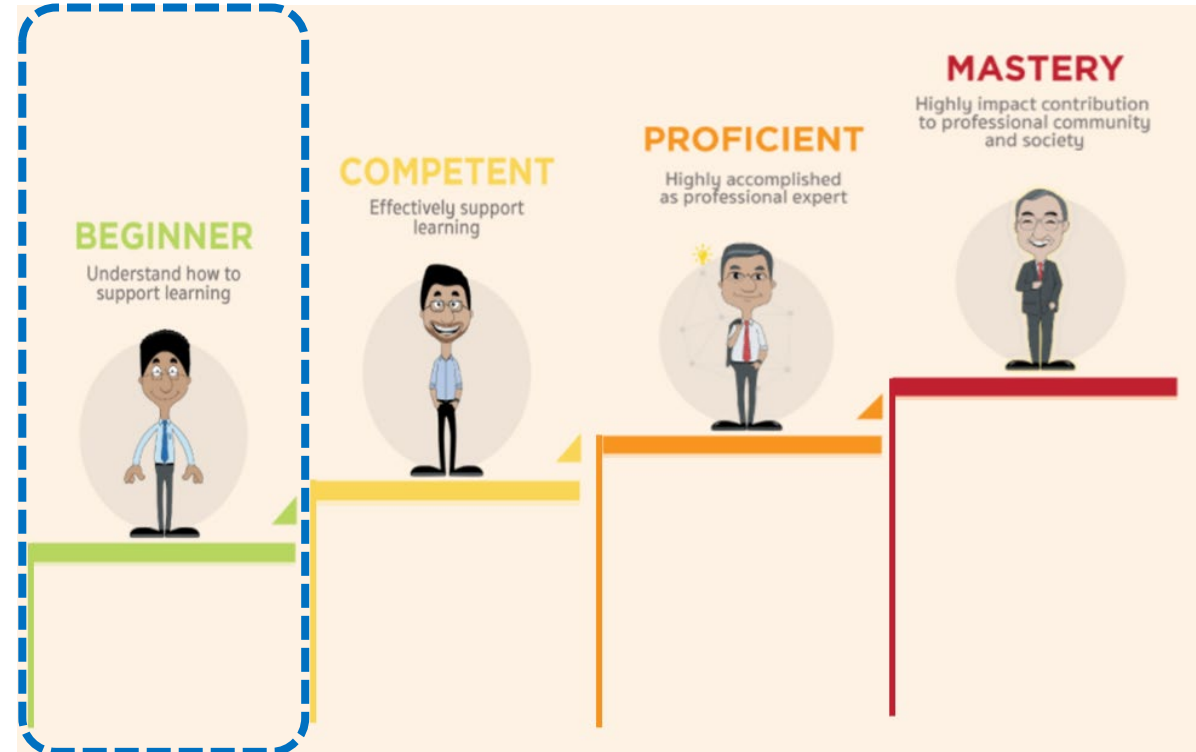 BEGINNER
Understand how to
support learning
COMPETENT
Effectively support
learning
PROFICIENT
Highly accomplished
as professional expert
MASTERY
Highly impact contribution
to professional community
and society